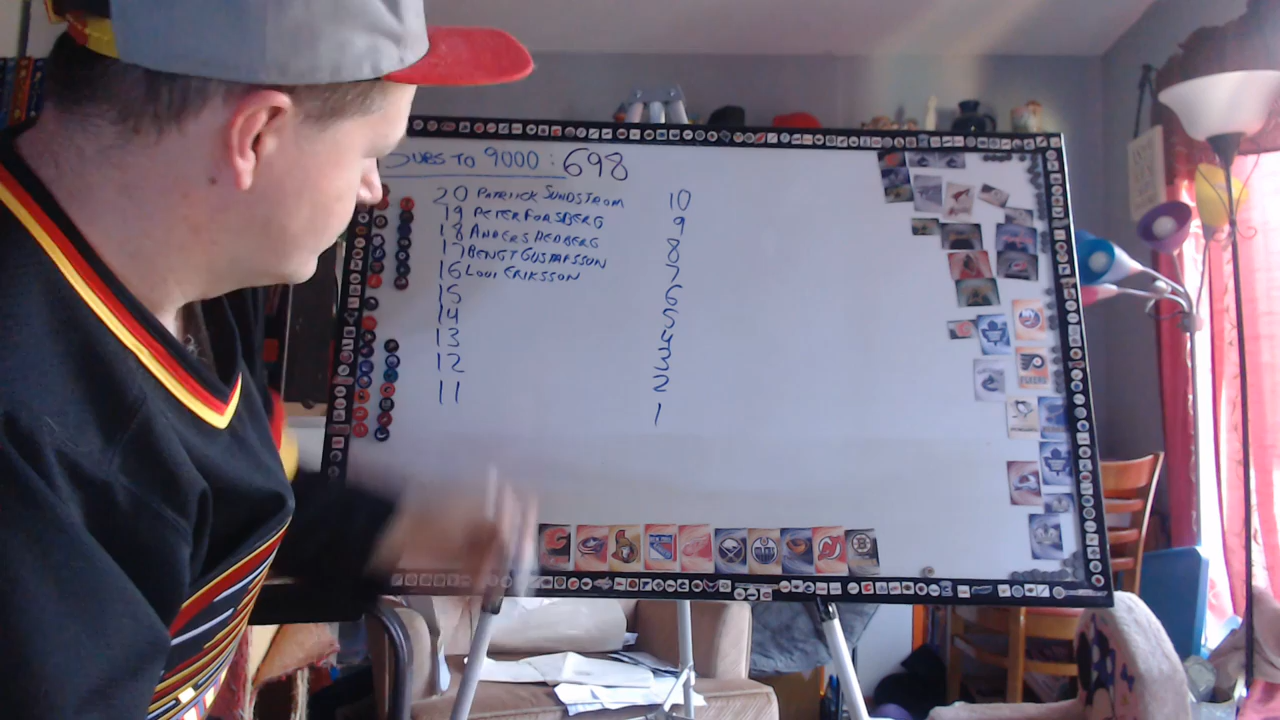 SUBS TO 9000: 698
20 PATRICK SUNDSTROM
19 PETER FORSBERG
18 ANDERS HEDBERG
17 BENGT GUSTAFSSON
16 LOUI ERIKSSON
15
14
13
12
11
10
9
8
7
6
5
4
3
2
1
FLYERS